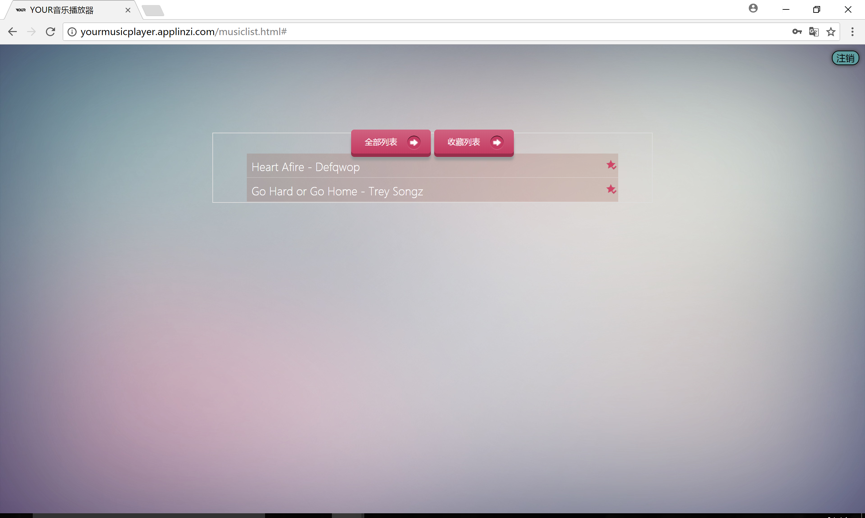 YOUR音乐播放器
yourmusicplayer.applinzi.com/musiclist.html#
注销
全部列表 收藏列表
Heart Afire - Defqwop
Go Hard or Go Home - Trey Songz